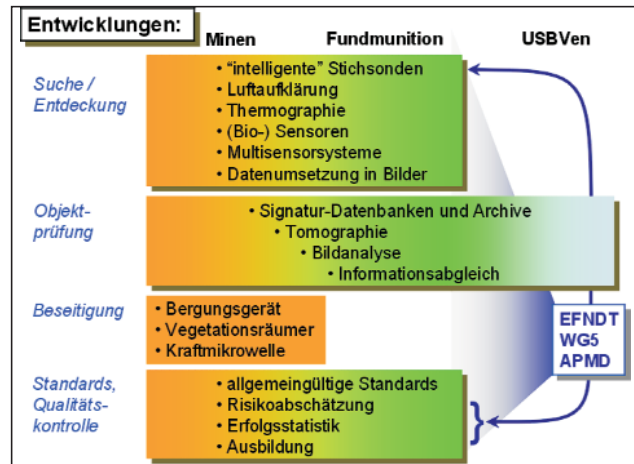 Entwicklungen:
Minen
Fundmunition
USBVen
Suche /
Entdeckung
• "intelligente" Stichsonden
• Luftaufklärung
• Thermographie
• (Bio-) Sensoren
• Multisensorsysteme
• Datenumsetzung in Bilder
Objekt-
prüfung
• Signatur-Datenbanken und Archive
• Tomographie
• Bildanalyse
• Informationsabgleich
Beseitigung
• Bergungsgerät
• Vegetationsräumer
• Kraftmikrowelle
EFNDT
WG5
APMD
Standards,
Qualitäts-
kontrolle
• allgemeingültige Standards
• Risikoabschätzung
• Erfolgsstatistik
• Ausbildung